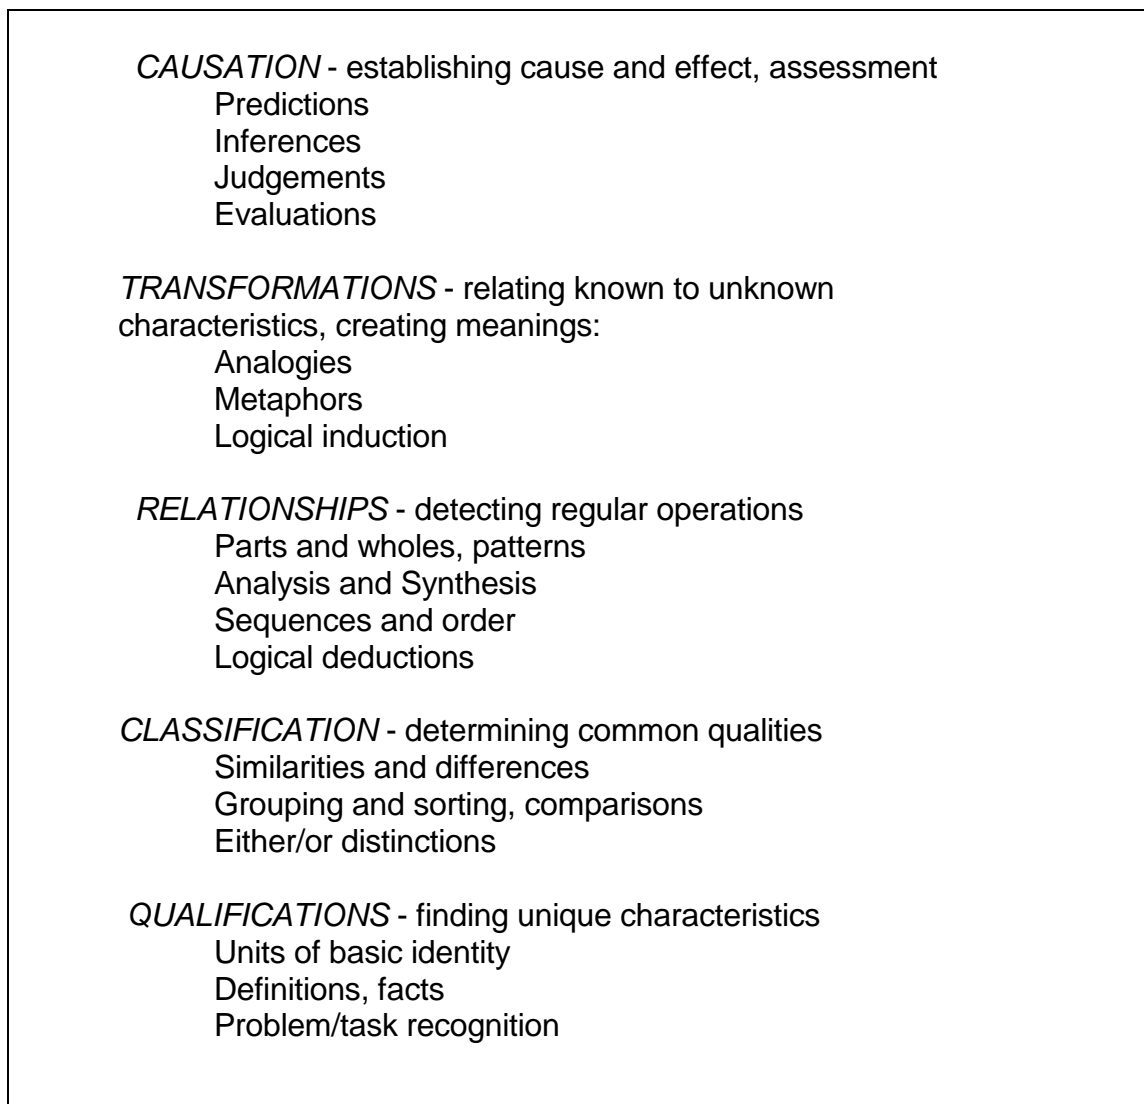 CAUSATION - establishing cause and effect, assessment
Predictions
Inferences
Judgements
Evaluations
TRANSFORMATIONS - relating known to unknown
characteristics, creating meanings:
Analogies
Metaphors
Logical induction
RELATIONSHIPS - detecting regular operations
Parts and wholes, patterns
Analysis and Synthesis
Sequences and order
Logical deductions
CLASSIFICATION - determining common qualities
Similarities and differences
Grouping and sorting, comparisons
Either/or distinctions
QUALIFICATIONS - finding unique characteristics
Units of basic identity
Definitions, facts
Problem/task recognition